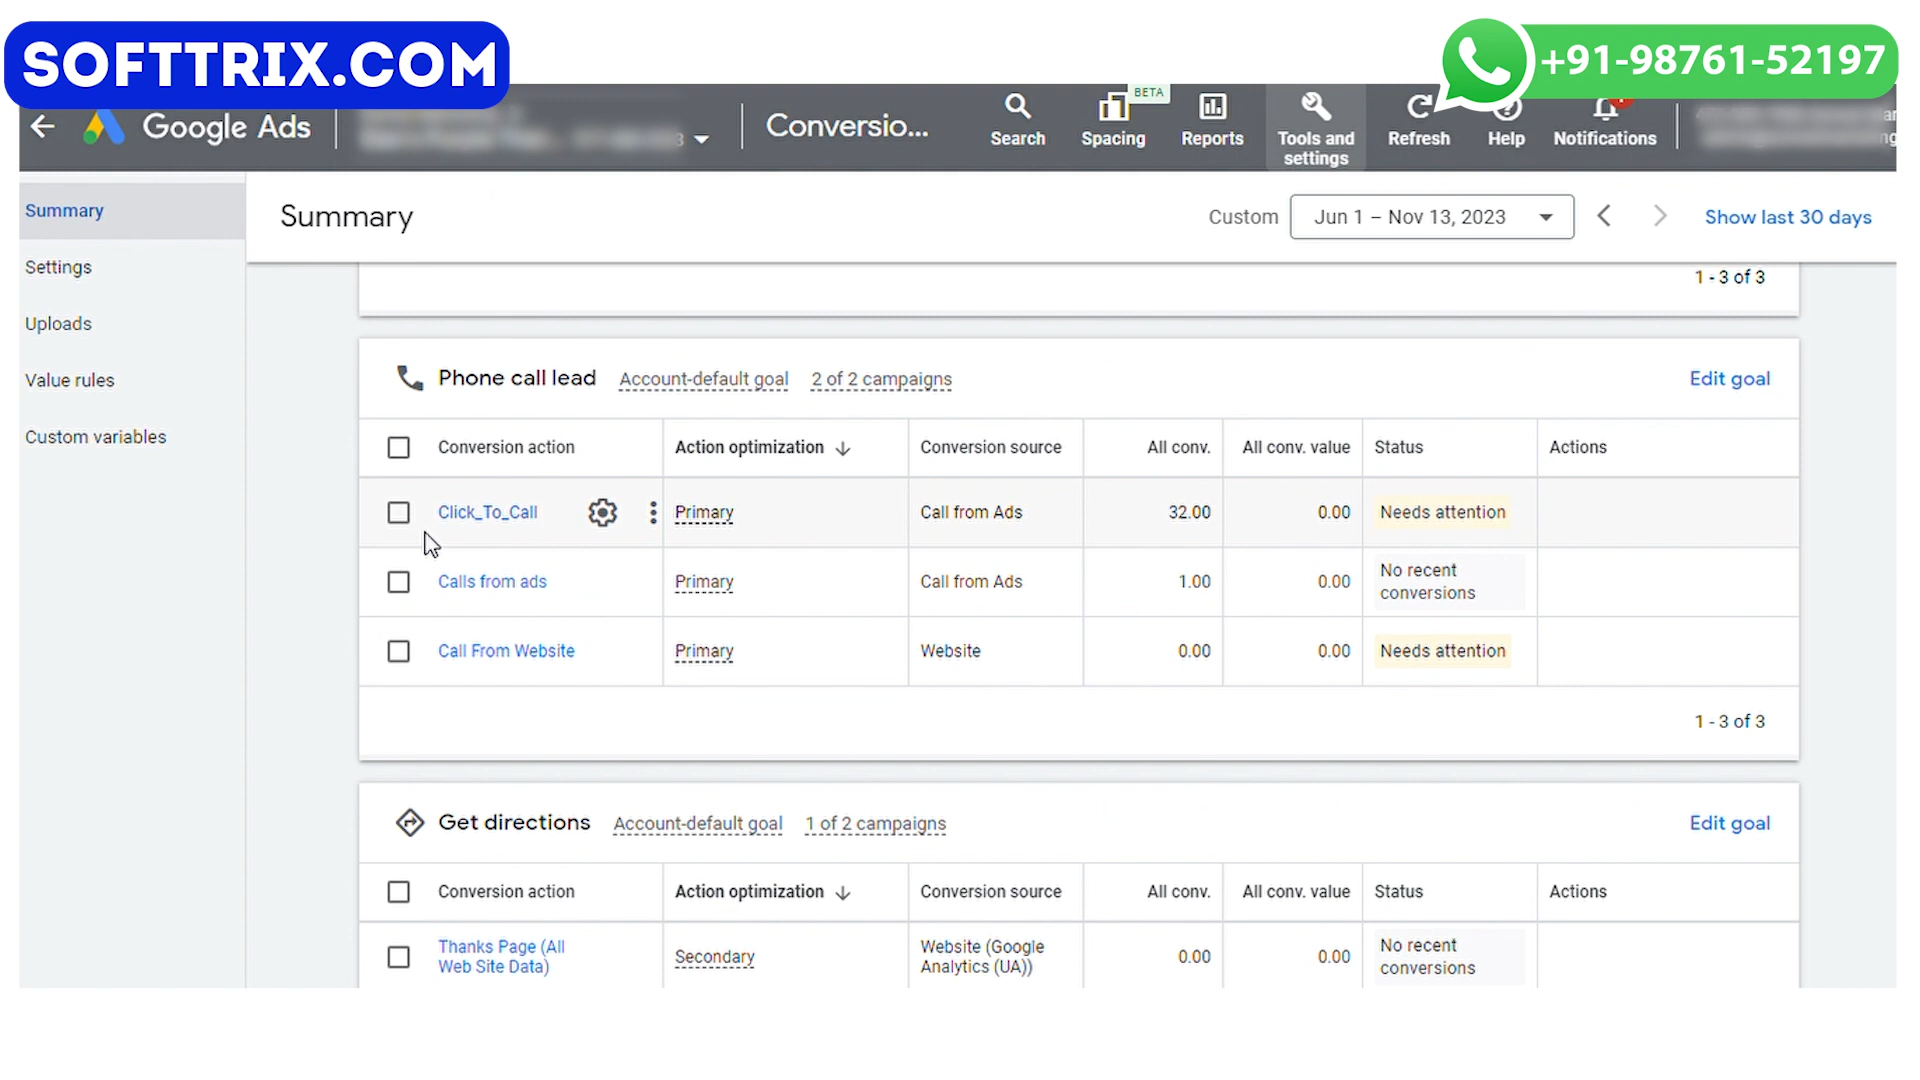 SOFTTRIX.COM
+91-98761-52197
Google Ads
Conversio...
Search
BETA
Spacing
Reports
Tools and
settings
Refresh
Help
Notifications
Summary
Settings
Uploads
Value rules
Custom variables
Summary
Custom
Jun 1 – Nov 13, 2023
Show last 30 days
1 - 3 of 3
Phone call lead Account-default goal 2 of 2 campaigns Edit goal
Conversion action Action optimization Conversion source All conv. All conv. value Status Actions
Click_To_Call Primary Call from Ads 32.00 0.00 Needs attention
Calls from ads Primary Call from Ads 1.00 0.00 No recent
conversions
Call From Website Primary Website 0.00 0.00 Needs attention
1 - 3 of 3
Get directions Account-default goal 1 of 2 campaigns Edit goal
Conversion action Action optimization Conversion source All conv. All conv. value Status Actions
Thanks Page (All
Web Site Data)
Secondary
Website (Google
Analytics (UA))
0.00 0.00
No recent
conversions